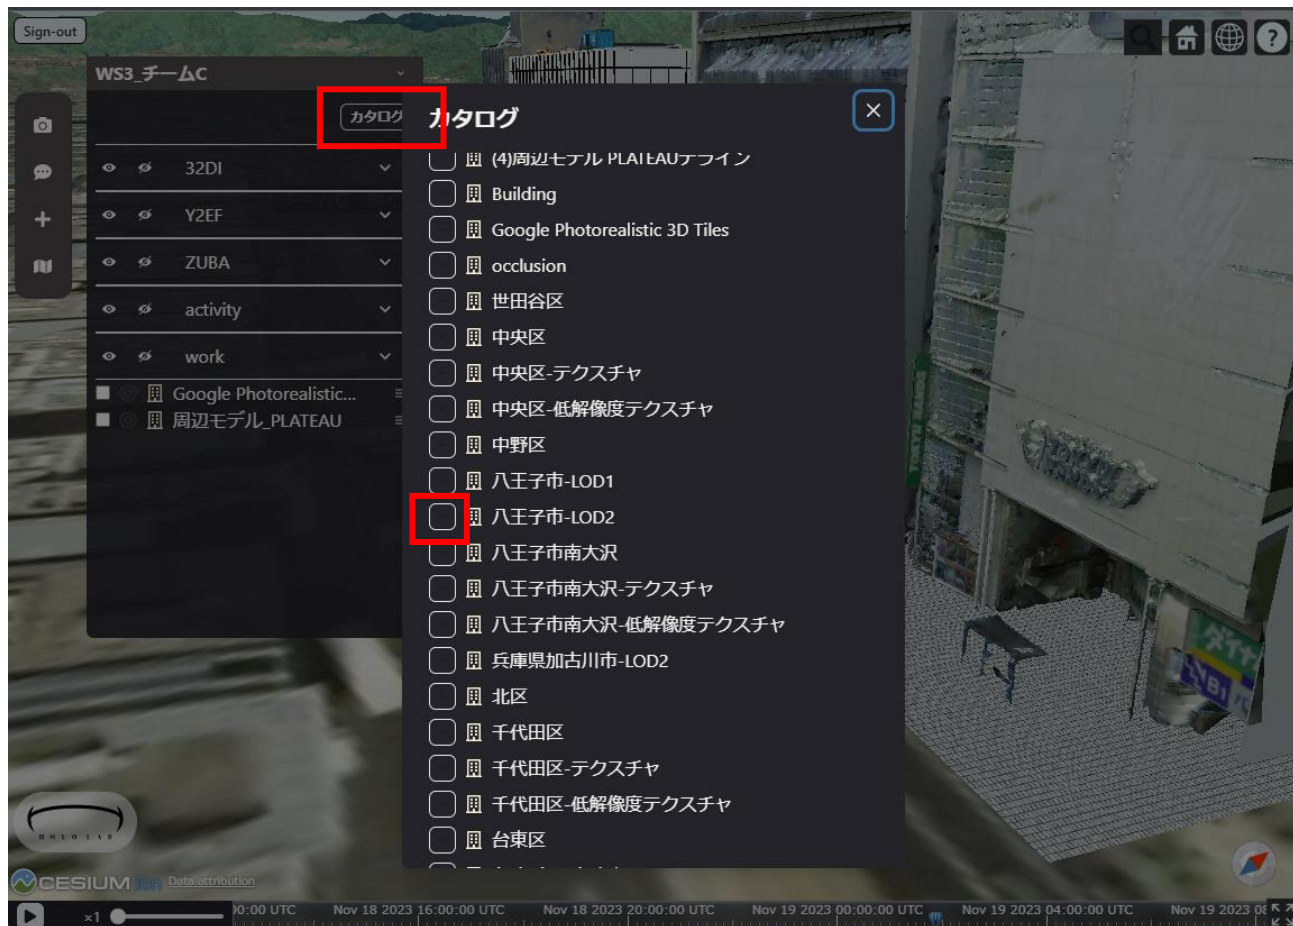 Sign-out
WS3_チームC
カタログ
32DI
Y2EF
ZUBA
activity
work
Google Photorealistic...
周辺モデル_PLATEAU
カタログ
(4)周辺モデル PLATEAUテライン
Building
Google Photorealistic 3D Tiles
occlusion
世田谷区
中央区
中央区-テクスチャ
中央区-低解像度テクスチャ
中野区
八王子市-LOD1
八王子市-LOD2
八王子市南大沢
八王子市南大沢-テクスチャ
八王子市南大沢-低解像度テクスチャ
兵庫県加古川市-LOD2
北区
千代田区
千代田区-テクスチャ
千代田区-低解像度テクスチャ
台東区
ダイヤ
B1
HOLOLAB
CESIUM ion Data attribution
×1
0:00 UTC Nov 18 2023 16:00:00 UTC Nov 18 2023 20:00:00 UTC Nov 19 2023 00:00:00 UTC Nov 19 2023 04:00:00 UTC Nov 19 2023 08